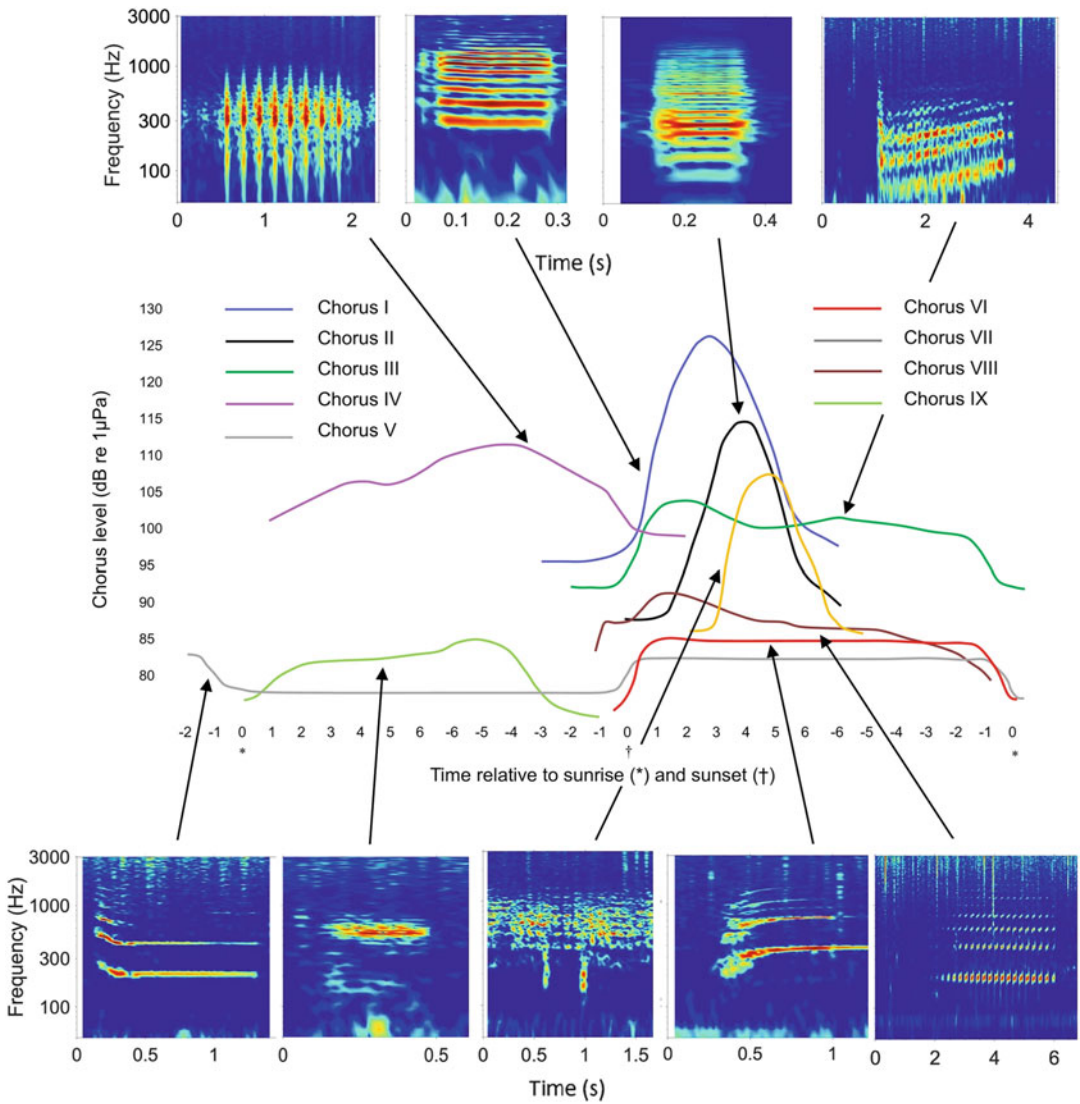 3000
1000
300
100
Frequency (Hz)
0 1 2
0.1 0.2 0.3
0 0.2 0.4
0 2 4
Time (s)
130
125
120
115
110
105
100
95
90
85
80
Chorus level (dB re 1µPa)
Chorus I
Chorus II
Chorus III
Chorus IV
Chorus V
Chorus VI
Chorus VII
Chorus VIII
Chorus IX
-2 -1 0 1 2 3 4 5 -5 -4 -3 -2 -1 0 1 2 3 4 5 -5 -4 -3 -2 -1 0
* † *
Time relative to sunrise (*) and sunset (†)
3000
1000
300
100
Frequency (Hz)
0 0.5 1
0 0.5
0 0.5 1 1.5
0 0.5 1
0 2 4 6
Time (s)